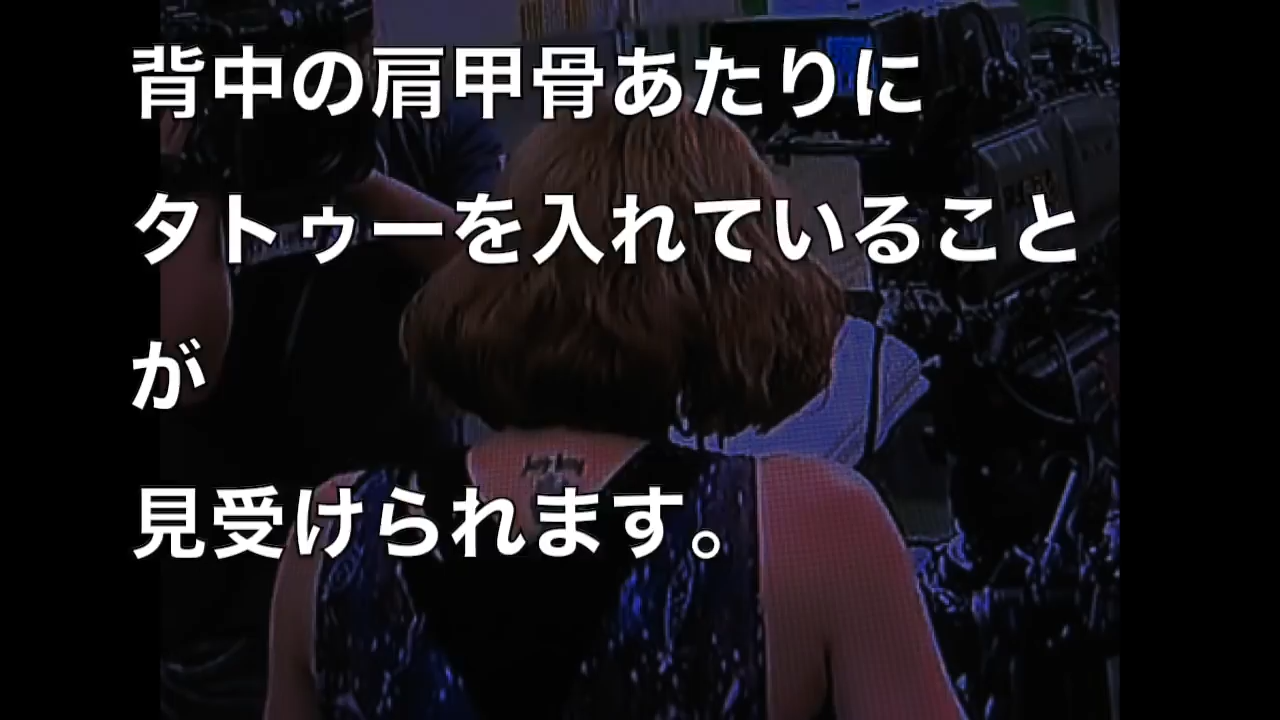 背中の肩甲骨あたりに
タトゥーを入れていること
が
見受けられます。